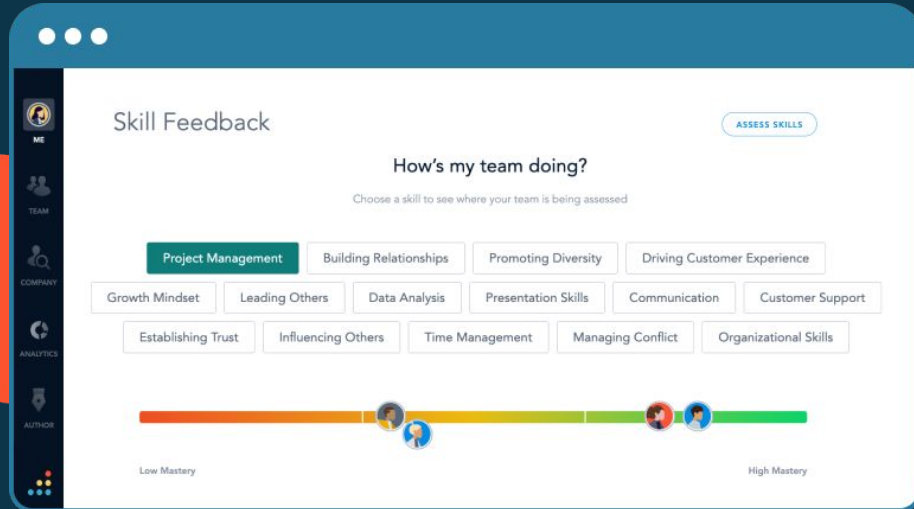 Skill Feedback
ASSESS SKILLS
ME
How's my team doing?
Choose a skill to see where your team is being assessed
TEAM
Project Management Building Relationships Promoting Diversity Driving Customer Experience
COMPANY
Growth Mindset Leading Others Data Analysis Presentation Skills Communication Customer Support
Establishing Trust Influencing Others Time Management Managing Conflict Organizational Skills
ANALYTICS
AUTHOR
Low Mastery High Mastery